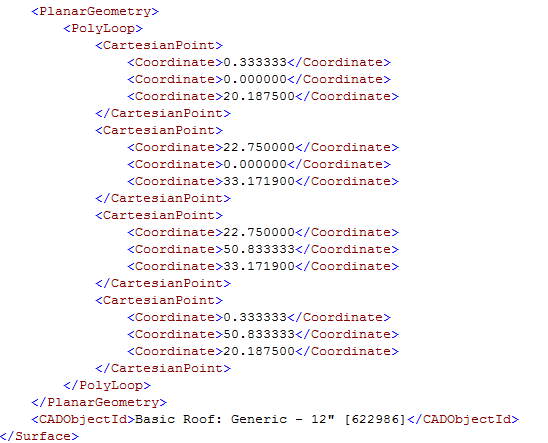 <PlanarGeometry>
<PolyLoop>
<CartesianPoint>
<Coordinate>0.333333</Coordinate>
<Coordinate>0.000000</Coordinate>
<Coordinate>20.187500</Coordinate>
</CartesianPoint>
<CartesianPoint>
<Coordinate>22.750000</Coordinate>
<Coordinate>0.000000</Coordinate>
<Coordinate>33.171900</Coordinate>
</CartesianPoint>
<CartesianPoint>
<Coordinate>22.750000</Coordinate>
<Coordinate>50.833333</Coordinate>
<Coordinate>33.171900</Coordinate>
</CartesianPoint>
<CartesianPoint>
<Coordinate>0.333333</Coordinate>
<Coordinate>50.833333</Coordinate>
<Coordinate>20.187500</Coordinate>
</CartesianPoint>
</PolyLoop>
</PlanarGeometry>
<CADObjectId>Basic Roof: Generic - 12" [622986]</CADObjectId>
</Surface>